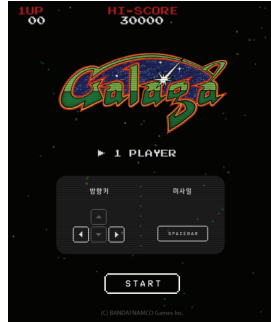 1UP HI-SCORE
00 30000
Galaga
► 1 PLAYER
방향키 미사일
SPACEBAR
START
(C) BANDAI NAMCO Games Inc.